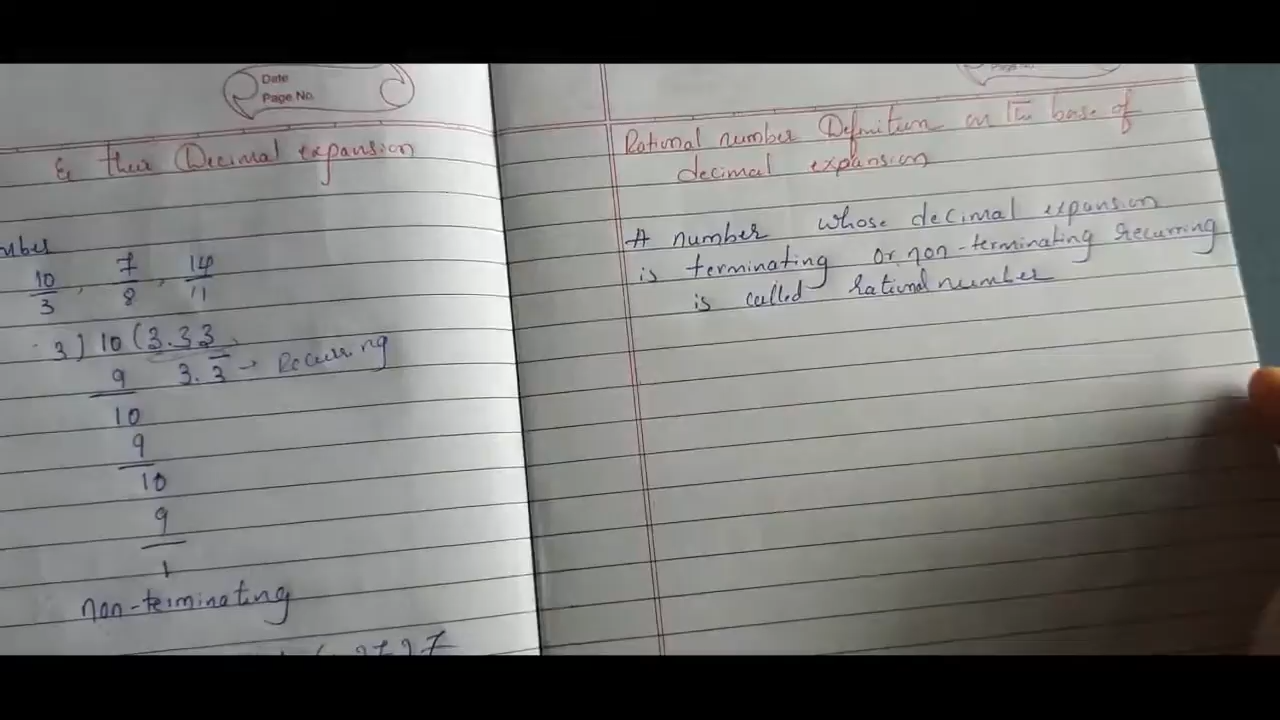 Date
Page No.
& their Decimal expansion
10/3 , 7/8 , 14/11
3 ) 10 ( 3.33
9 3.3̅ → Recurring
10
9
10
9
1
non-terminating
Rational number Definition on the base of
decimal expansion
A number whose decimal expansion
is terminating or non-terminating recurring
is called rational number